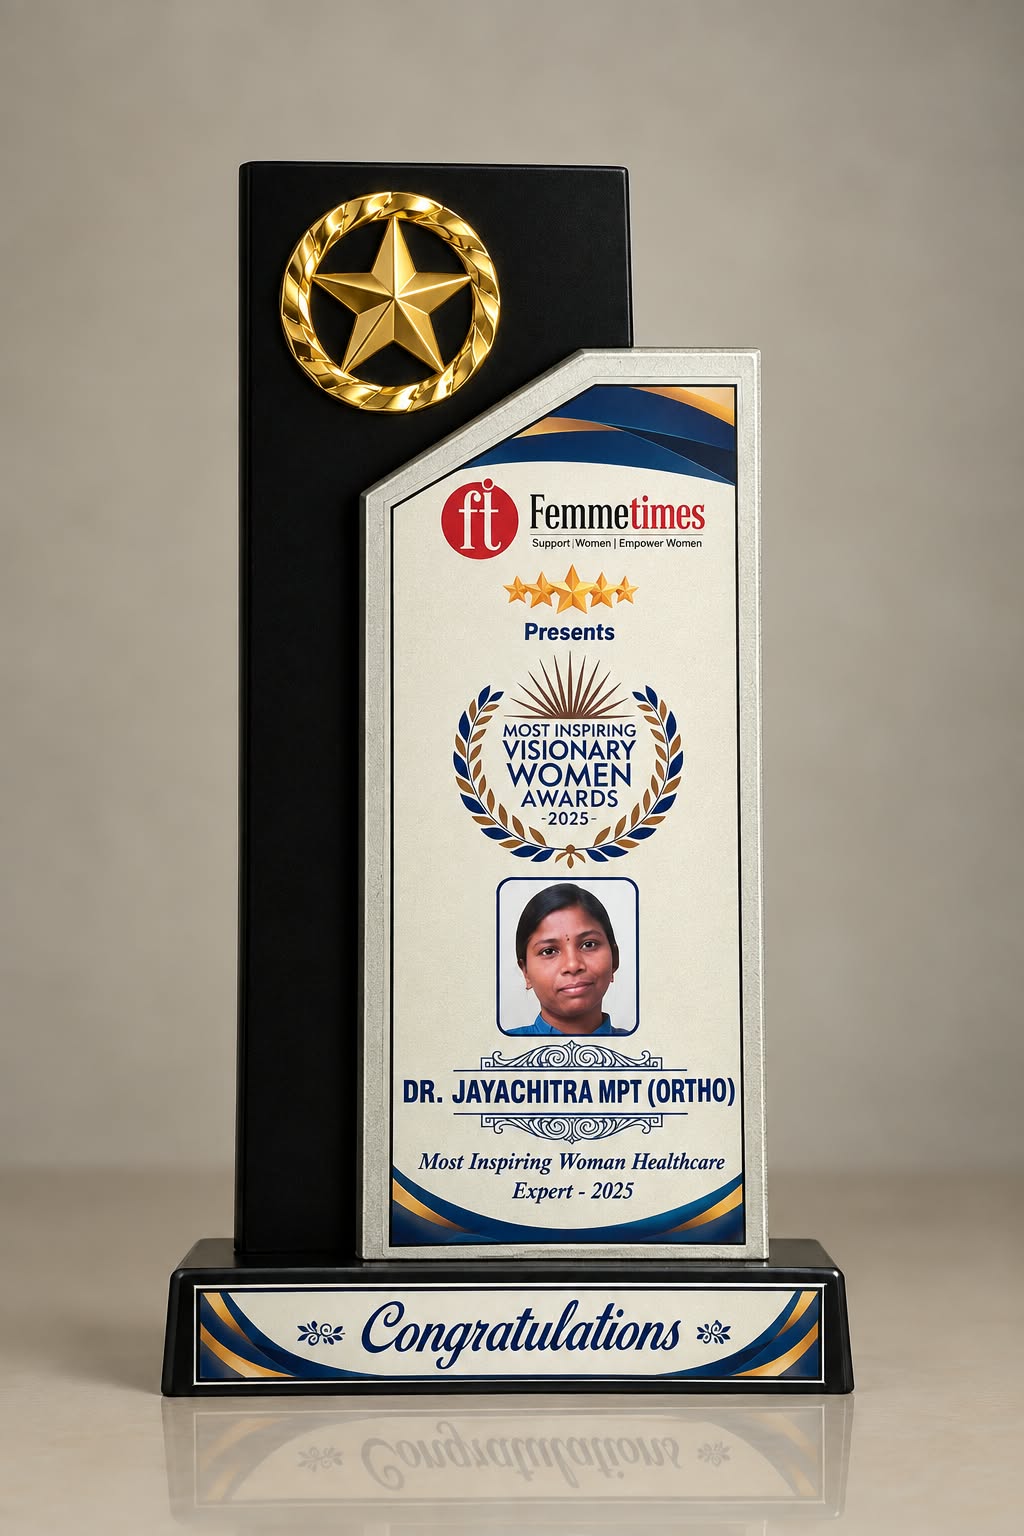 ft Femmetimes
Support | Women | Empower Women
Presents
MOST INSPIRING
VISIONARY
WOMEN
AWARDS
-2025-
DR. JAYACHITRA MPT (ORTHO)
Most Inspiring Woman Healthcare
Expert - 2025
Congratulations